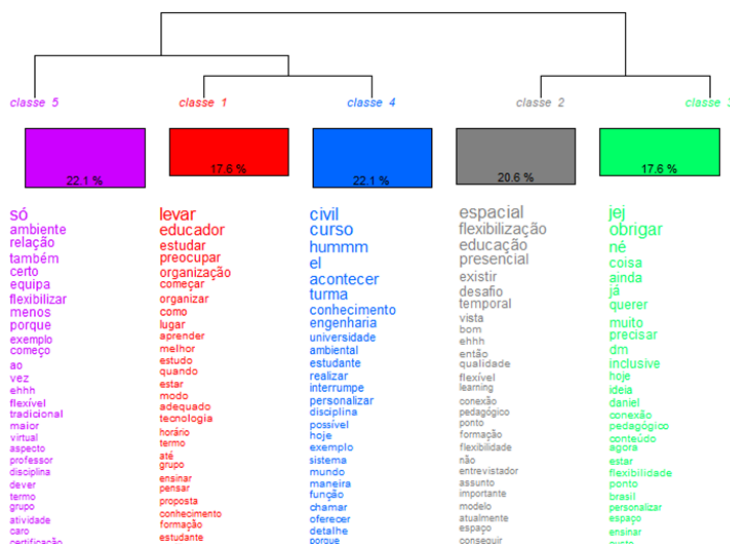 classe 5
classe 1
classe 4
classe 2
classe 3
22.1 %
17.6 %
22.1 %
20.6 %
17.6 %
só
ambiente
relação
também
certo
equipa
flexibilizar
menos
porque
exemplo
começo
ao
vez
ehhh
flexível
tradicional
maior
virtual
aspecto
professor
disciplina
dever
termo
grupo
atividade
caro
certificação
levar
educador
estudar
preocupar
organização
começar
organizar
como
lugar
aprender
melhor
estudo
quando
estar
modo
adequado
tecnologia
horário
termo
até
grupo
ensinar
pensar
proposta
conhecimento
formação
estudante
civil
curso
hummm
el
acontecer
turma
conhecimento
engenharia
universidade
ambiental
estudante
realizar
interrumpe
personalizar
disciplina
possível
hoje
exemplo
sistema
mundo
maneira
função
chamar
oferecer
detalhe
porque
espacial
flexibilização
educação
presencial
existir
desafio
temporal
vista
bom
ehhh
então
qualidade
flexível
learning
conexão
pedagógico
ponto
formação
flexibilidade
não
entrevistador
assunto
importante
modelo
atualmente
espaço
conseguir
jej
obrigar
né
coisa
ainda
já
querer
muito
precisar
dm
inclusive
hoje
ideia
daniel
conexão
pedagógico
conteúdo
agora
estar
flexibilidade
ponto
brasil
personalizar
espaço
ensinar